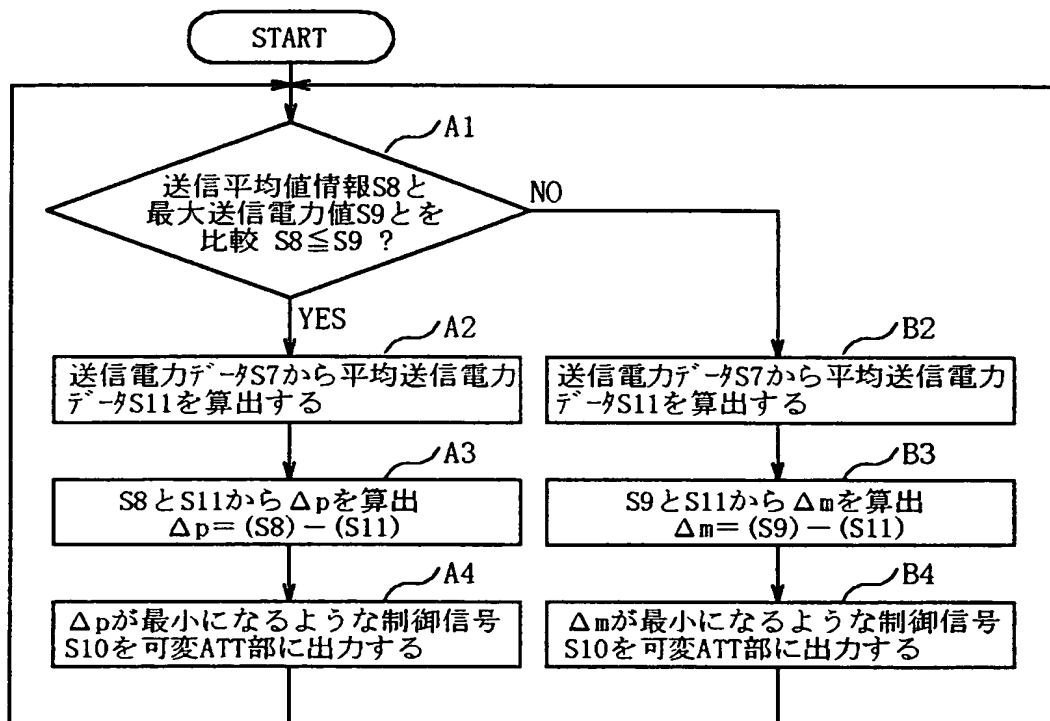 START
A1
送信平均値情報S8と
最大送信電力値S9とを
比較 S8≦S9 ?
NO
YES
A2
送信電力データS7から平均送信電力
データS11を算出する
A3
S8とS11からΔpを算出
Δp=(S8)-(S11)
A4
Δpが最小になるような制御信号
S10を可変ATT部に出力する
B2
送信電力データS7から平均送信電力
データS11を算出する
B3
S9とS11からΔmを算出
Δm=(S9)-(S11)
B4
Δmが最小になるような制御信号
S10を可変ATT部に出力する